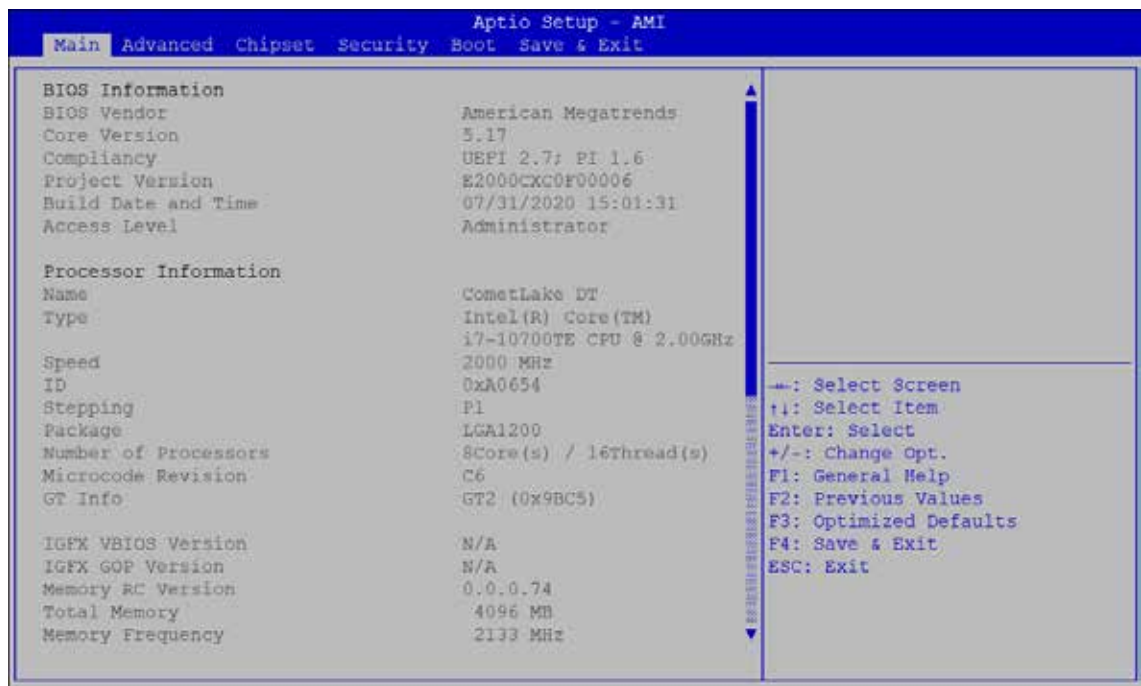 Aptio Setup - AMI
Main Advanced Chipset Security Boot Save & Exit
BIOS Information
BIOS Vendor American Megatrends
Core Version 5.17
Compliancy UEFI 2.7; PI 1.6
Project Version E2000CXC0F00006
Build Date and Time 07/31/2020 15:01:31
Access Level Administrator
Processor Information
Name CometLake DT
Type Intel(R) Core(TM)
i7-10700TE CPU @ 2.00GHz
Speed 2000 MHz
ID 0xA0654
Stepping P1
Package LGA1200
Number of Processors 8Core(s) / 16Thread(s)
Microcode Revision C6
GT Info GT2 (0x9BC5)
IGFX VBIOS Version N/A
IGFX GOP Version N/A
Memory RC Version 0.0.0.74
Total Memory 4096 MB
Memory Frequency 2133 MHz
→←: Select Screen
↑↓: Select Item
Enter: Select
+/-: Change Opt.
F1: General Help
F2: Previous Values
F3: Optimized Defaults
F4: Save & Exit
ESC: Exit